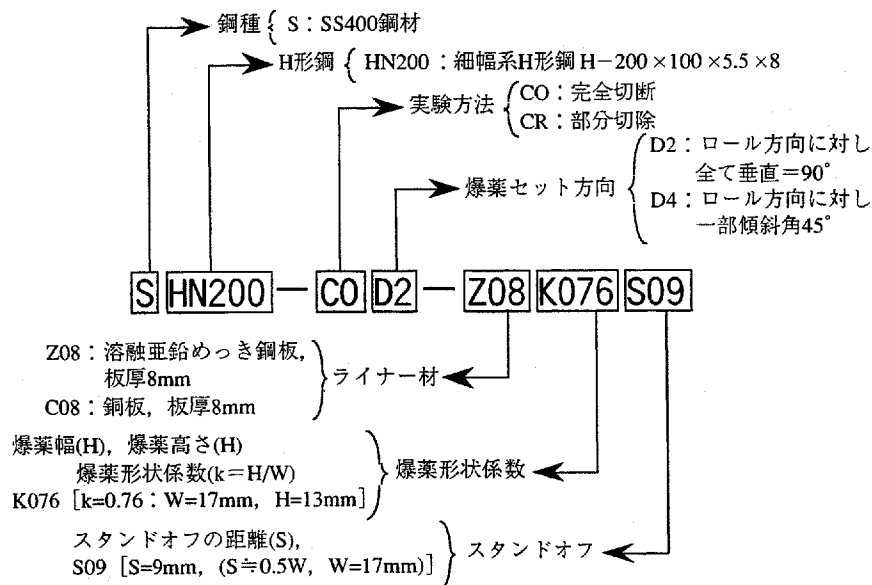 鋼種 { S：SS400鋼材
H形鋼 { HN200：細幅系H形鋼 H−200×100×5.5×8
実験方法 { CO：完全切断
CR：部分切除
爆薬セット方向 { D2：ロール方向に対し
全て垂直＝90°
D4：ロール方向に対し
一部傾斜角45°
S HN200 − CO D2 − Z08 K076 S09
Z08：溶融亜鉛めっき鋼板，
板厚8mm
C08：銅板，板厚8mm
} ライナー材
爆薬幅(H)，爆薬高さ(H)
爆薬形状係数(k＝H/W)
K076［k=0.76：W=17mm，H=13mm］
} 爆薬形状係数
スタンドオフの距離(S)，
S09［S=9mm，(S≒0.5W，W=17mm)］
} スタンドオフ